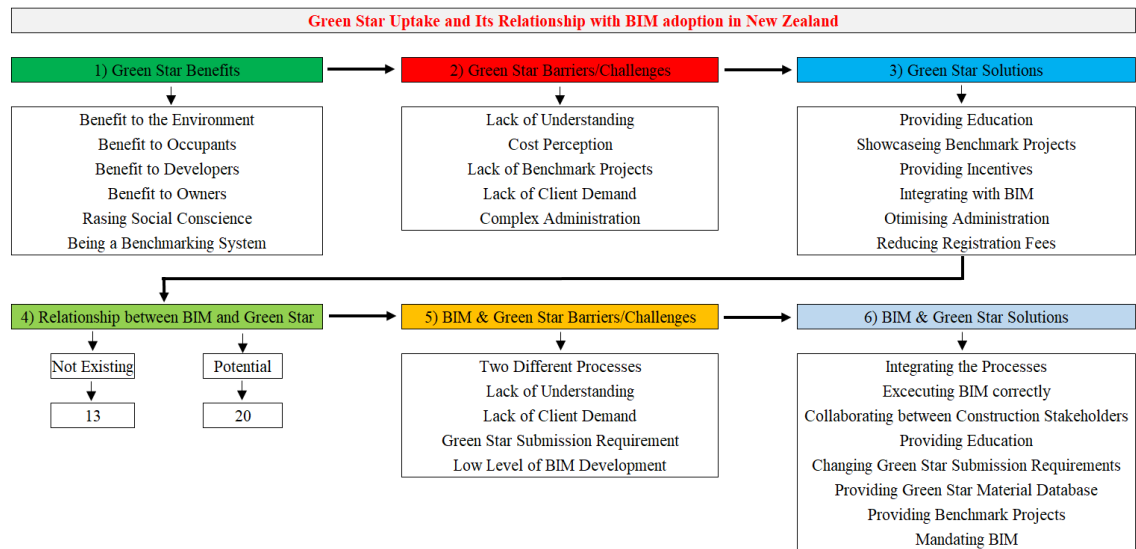 Green Star Uptake and Its Relationship with BIM adoption in New Zealand
1) Green Star Benefits
Benefit to the Environment
Benefit to Occupants
Benefit to Developers
Benefit to Owners
Rasing Social Conscience
Being a Benchmarking System
2) Green Star Barriers/Challenges
Lack of Understanding
Cost Perception
Lack of Benchmark Projects
Lack of Client Demand
Complex Administration
3) Green Star Solutions
Providing Education
Showcaseing Benchmark Projects
Providing Incentives
Integrating with BIM
Otimising Administration
Reducing Registration Fees
4) Relationship between BIM and Green Star
Not Existing
13
Potential
20
5) BIM & Green Star Barriers/Challenges
Two Different Processes
Lack of Understanding
Lack of Client Demand
Green Star Submission Requirement
Low Level of BIM Development
6) BIM & Green Star Solutions
Integrating the Processes
Excecuting BIM correctly
Collaborating between Construction Stakeholders
Providing Education
Changing Green Star Submission Requirements
Providing Green Star Material Database
Providing Benchmark Projects
Mandating BIM